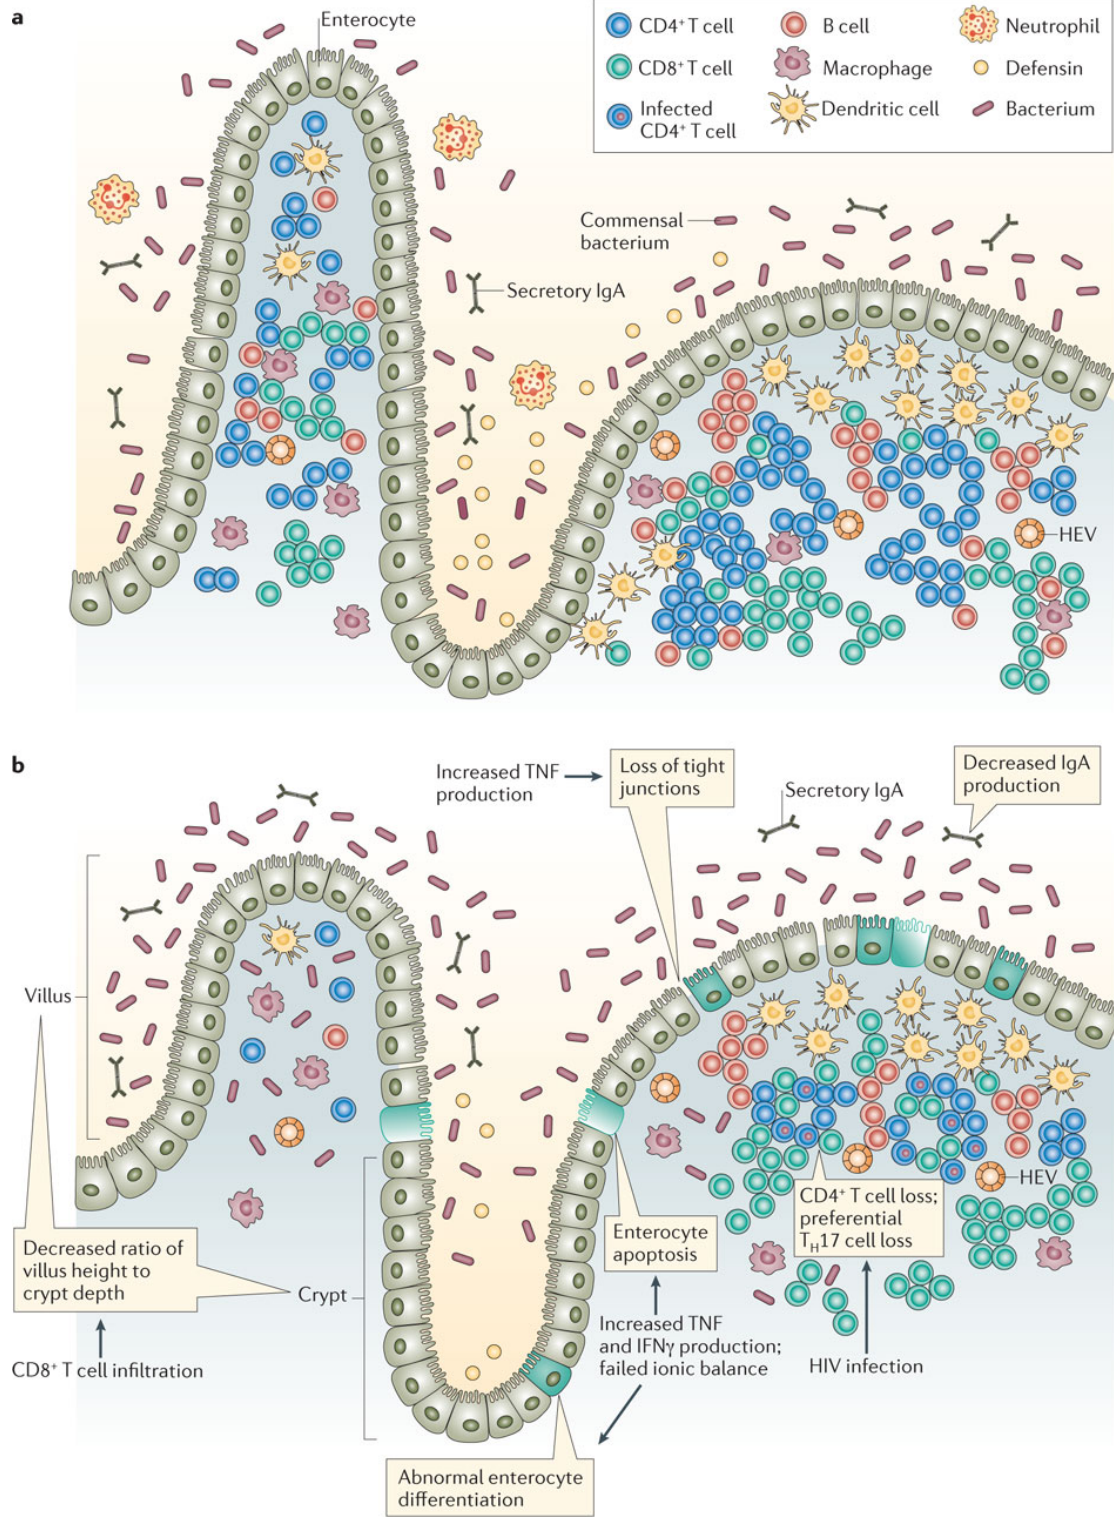 a
Enterocyte
CD4⁺ T cell
CD8⁺ T cell
Infected
CD4⁺ T cell
B cell
Macrophage
Dendritic cell
Neutrophil
Defensin
Bacterium
Commensal
bacterium
Secretory IgA
HEV
b
Increased TNF
production
Loss of tight
junctions
Secretory IgA
Decreased IgA
production
Villus
Decreased ratio of
villus height to
crypt depth
CD8⁺ T cell infiltration
Crypt
Enterocyte
apoptosis
Increased TNF
and IFNγ production;
failed ionic balance
CD4⁺ T cell loss;
preferential
TH17 cell loss
HEV
HIV infection
Abnormal enterocyte
differentiation